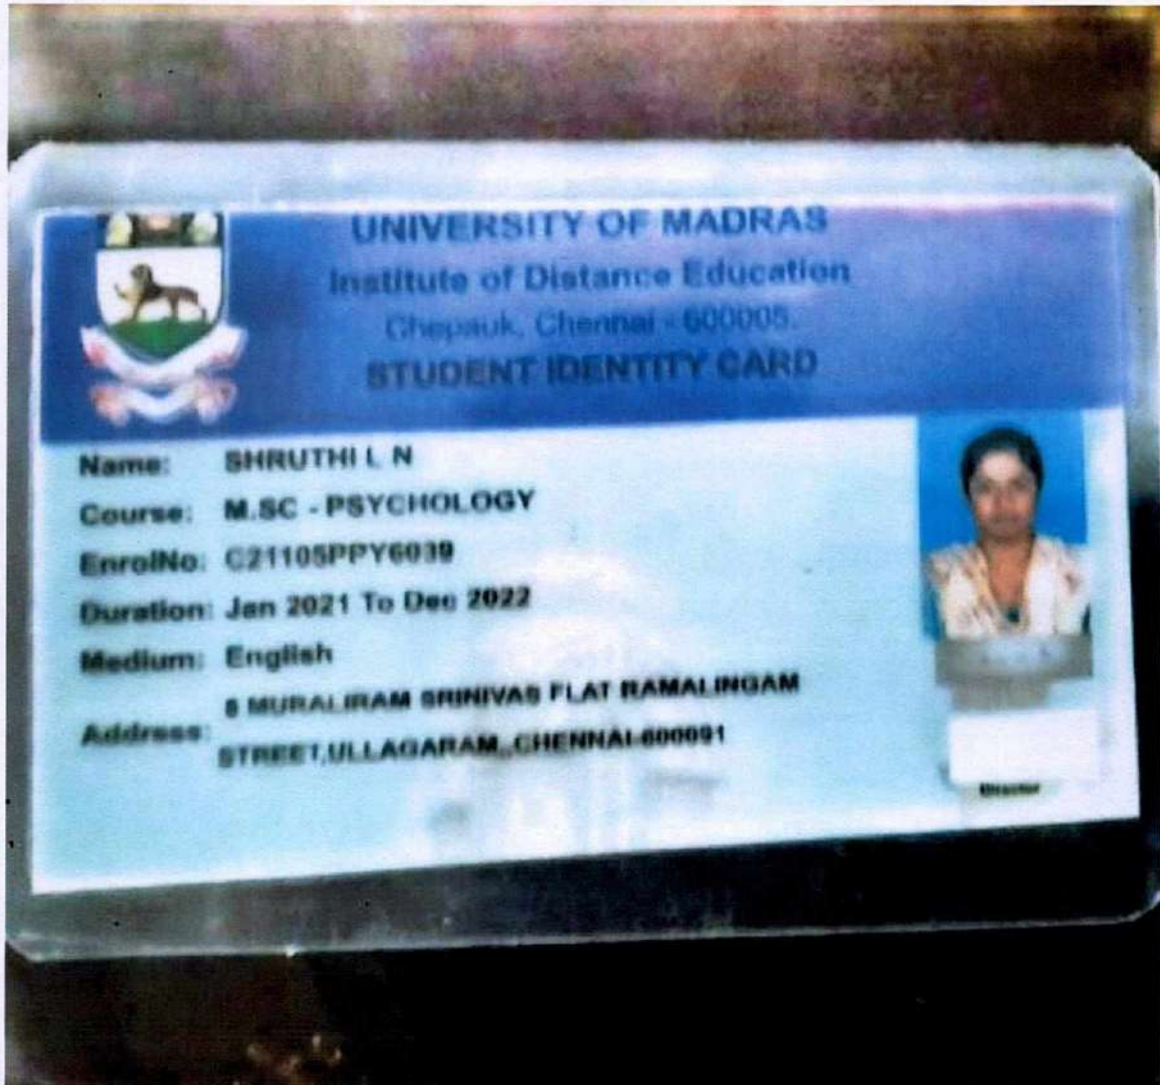 UNIVERSITY OF MADRAS
Institute of Distance Education
Chepauk, Chennai - 600005.
STUDENT IDENTITY CARD
Name: SHRUTHI L N
Course: M.SC - PSYCHOLOGY
EnrolNo: C21105PPY6039
Duration: Jan 2021 To Dec 2022
Medium: English
Address: MURALIRAM SRINIVAS FLAT RAMALINGAM
STREET,ULLAGARAM,,CHENNAI-600091
Director